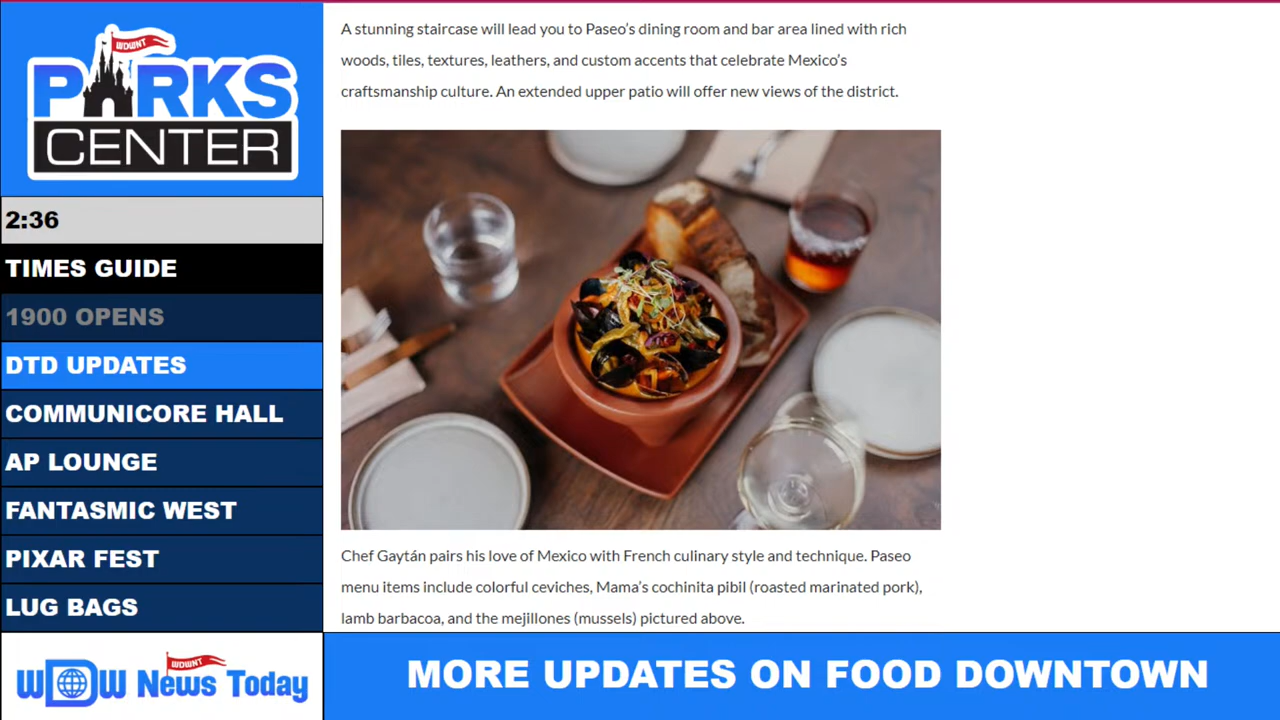 WDWNT
PARKS
CENTER
2:36
TIMES GUIDE
1900 OPENS
DTD UPDATES
COMMUNICORE HALL
AP LOUNGE
FANTASMIC WEST
PIXAR FEST
LUG BAGS
WDWNT
WDW News Today
A stunning staircase will lead you to Paseo’s dining room and bar area lined with rich
woods, tiles, textures, leathers, and custom accents that celebrate Mexico’s
craftsmanship culture. An extended upper patio will offer new views of the district.
Chef Gaytán pairs his love of Mexico with French culinary style and technique. Paseo
menu items include colorful ceviches, Mama’s cochinita pibil (roasted marinated pork),
lamb barbacoa, and the mejillones (mussels) pictured above.
MORE UPDATES ON FOOD DOWNTOWN